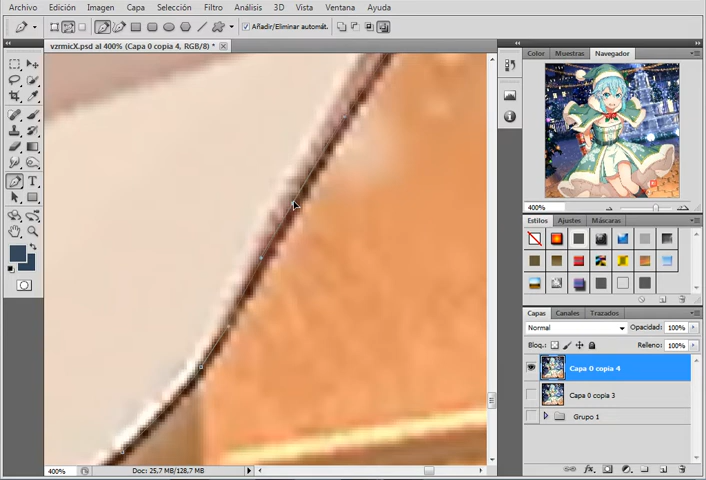 Archivo Edición Imagen Capa Selección Filtro Análisis 3D Vista Ventana Ayuda
Añadir/Eliminar automát.
vzrmicX.psd al 400% (Capa 0 copia 4, RGB/8) *
Color Muestras Navegador
400%
Estilos Ajustes Máscaras
Capas Canales Trazados
Normal Opacidad: 100%
Bloq.: Relleno: 100%
Capa 0 copia 4
Capa 0 copia 3
Grupo 1
400% Doc: 25,7 MB/128,7 MB
T
fx